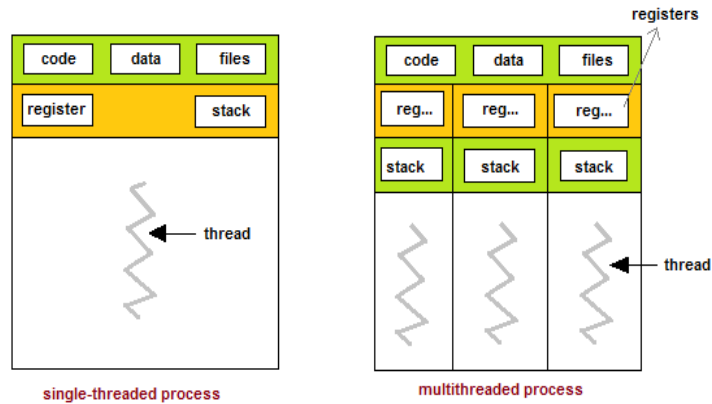 registers
code data files
register stack
thread
single-threaded process
code data files
reg... reg... reg...
stack stack stack
thread
multithreaded process